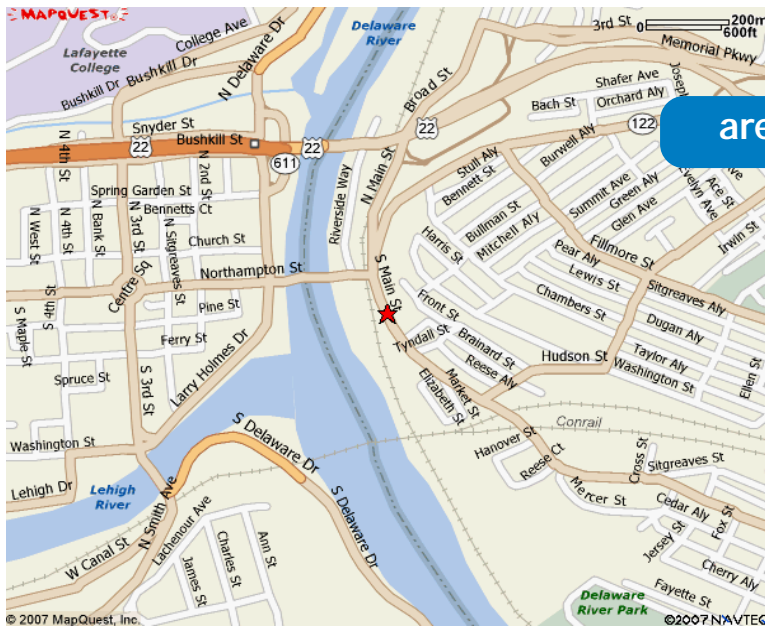 MAPQUEST
Lafayette
College
College Ave
Delaware
River
3rd St
0
200m
600ft
Memorial Pkwy
Bushkill Dr
Bushkill Dr
N Delaware Dr
Broad St
Shafer Ave
Bach St
Orchard Aly
are
122
Snyder St
22
Bushkill St
22
22
611
N 4th St
Spring Garden St
N 2nd St
Bennetts Ct
Riverside Way
N Main St
Stull Aly
Bennett St
Burwell Aly
Summit Ave
Green Aly
Glen Ave
Ace St
Irwin St
N West St
N 4th St
N Bank St
N 3rd St
N Sitgreaves St
Church St
Northampton St
Harris St
Bullman St
Mitchell Aly
Fillmore St
Pear Aly
Lewis St
Sitgreaves Aly
Centre Sq
S Main St
Front St
Chambers St
Dugan Aly
S 4th St
S Maple St
Pine St
Ferry St
Larry Holmes Dr
Tyndall St
Brainard St
Reese Aly
Hudson St
Taylor Aly
Washington St
Ellen St
Spruce St
S 3rd St
Elizabeth St
Market St
Conrail
Washington St
S Delaware Dr
Hanover St
Reese Ct
Cross St
Sitgreaves St
Lehigh Dr
Lehigh
River
N Smith Ave
S Delaware Dr
Mercer St
Cedar Aly
Fox St
Lachenour Ave
W Canal St
Ann St
Charles St
James St
Jersey St
Cherry Aly
Fayette St
Delaware
River Park
© 2007 MapQuest, Inc.
©2007 NAVTEQ